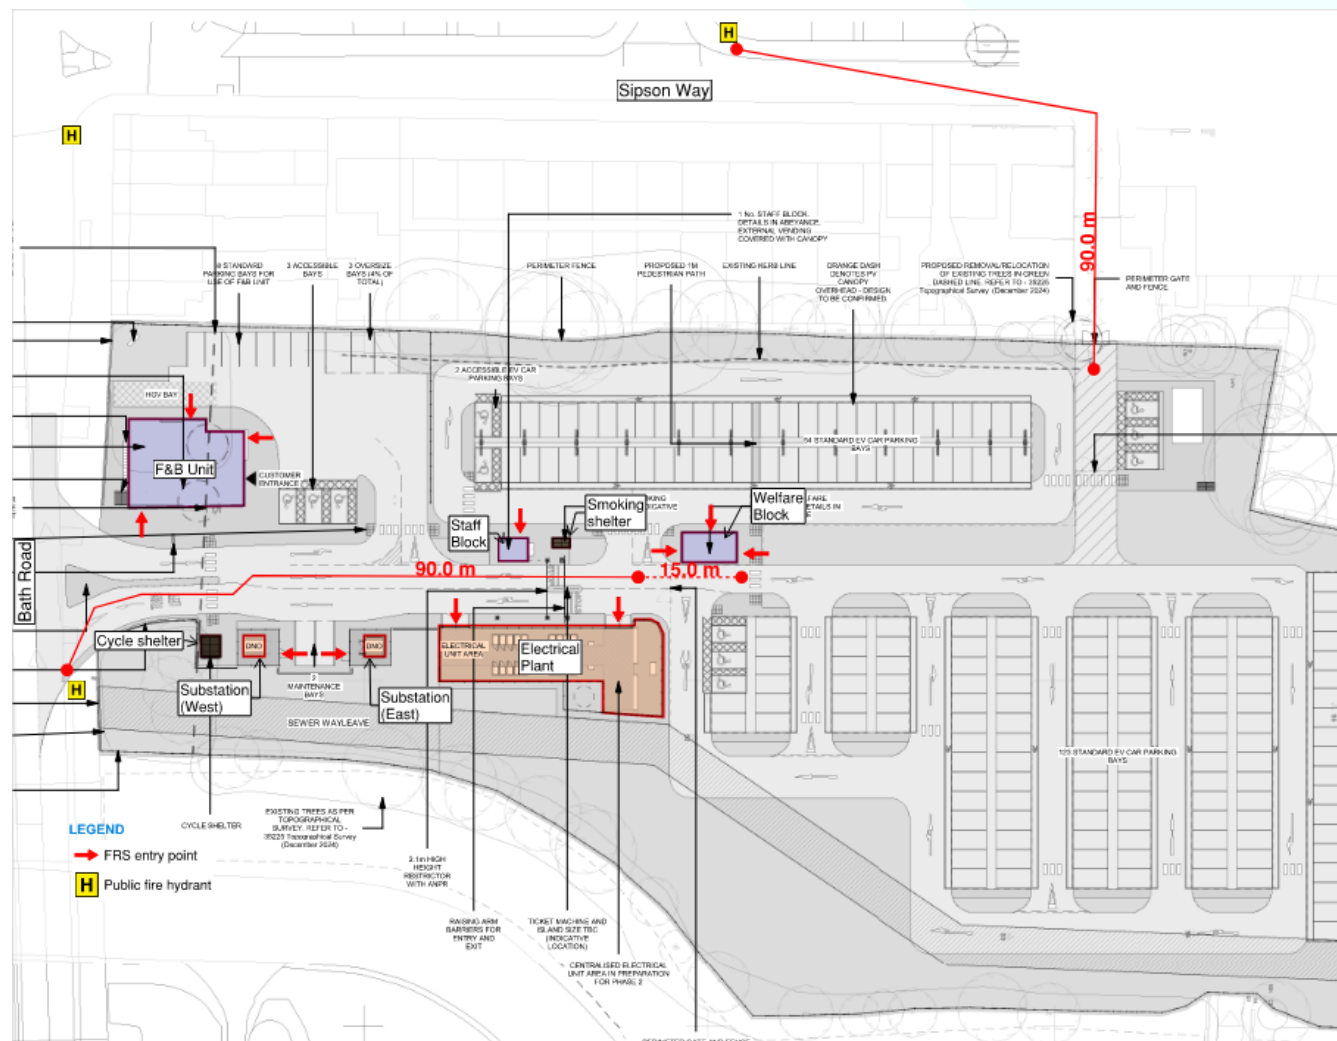 H
Sipson Way
H
1 No. STAFF BLOCK.
DETAILS IN ABEYANCE.
EXTERNAL VENDING
COVERED WITH CANOPY
90.0 m
8 STANDARD
PARKING BAYS FOR
USE OF F&B UNIT
3 ACCESSIBLE
BAYS
3 OVERSIZE
BAYS (4% OF
TOTAL)
PERIMETER FENCE
PROPOSED 1M
PEDESTRIAN PATH
EXISTING KERB LINE
ORANGE DASH
DENOTES PV
CANOPY
OVERHEAD - DESIGN
TO BE CONFIRMED
PROPOSED REMOVAL/RELOCATION
OF EXISTING TREES IN GREEN
DASHED LINE. REFER TO - 39225
Topographical Survey (December 2024)
PERIMETER GATE
AND FENCE
2 ACCESSIBLE EV CAR
PARKING BAYS
HGV BAY
54 STANDARD EV CAR PARKING
BAYS
F&B Unit
CUSTOMER
ENTRANCE
Smoking
shelter
Welfare
Block
Staff
Block
Bath Road
90.0 m
15.0 m
Cycle shelter
DNO
DNO
ELECTRICAL
UNIT AREA
Electrical
Plant
H
Substation
(West)
2
MAINTENANCE
BAYS
Substation
(East)
SEWER WAYLEAVE
123 STANDARD EV CAR PARKING
BAYS
CYCLE SHELTER
EXISTING TREES AS PER
TOPOGRAPHICAL
SURVEY. REFER TO -
39225 Topographical Survey
(December 2024)
LEGEND
FRS entry point
H Public fire hydrant
2.1m HIGH
HEIGHT
RESTRICTOR
WITH ANPR
RAISING ARM
BARRIERS FOR
ENTRY AND
EXIT
TICKET MACHINE AND
ISLAND SIZE TBC
(INDICATIVE
LOCATION)
CENTRALISED ELECTRICAL
UNIT AREA IN PREPARATION
FOR PHASE 2